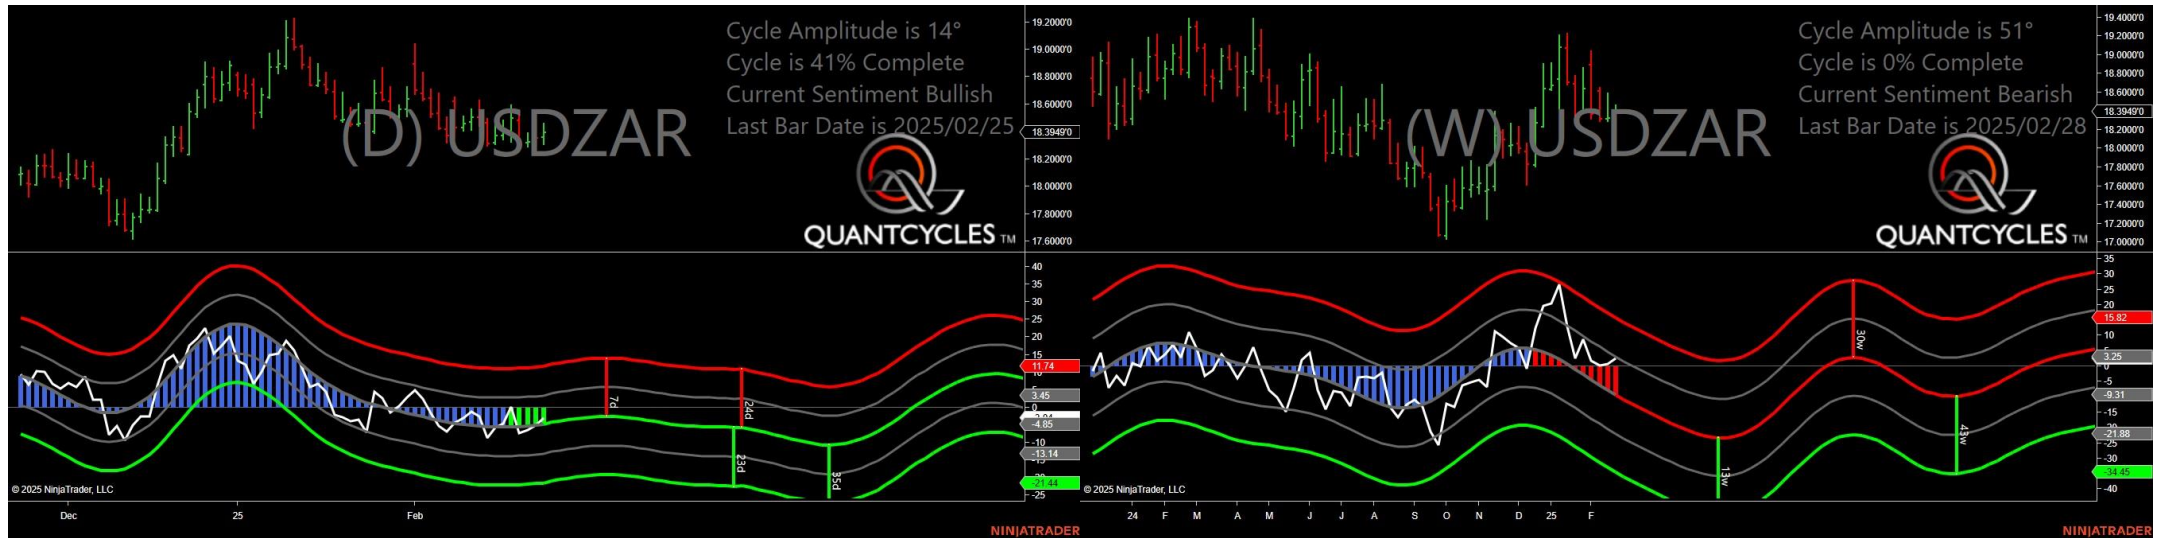 Cycle Amplitude is 14°
Cycle is 41% Complete
Current Sentiment Bullish
Last Bar Date is 2025/02/25
(D) USDZAR
QUANTCYCLES TM
19.2000'0
19.0000'0
18.8000'0
18.6000'0
18.3949'0
18.2000'0
18.0000'0
17.8000'0
17.6000'0
40
35
30
25
20
15
11.74
3.45
0
-4.85
-10
-13.14
-21.44
-25
7d
24d
23d
35d
© 2025 NinjaTrader, LLC
Dec
25
Feb
NINJATRADER
Cycle Amplitude is 51°
Cycle is 0% Complete
Current Sentiment Bearish
Last Bar Date is 2025/02/28
(W) USDZAR
QUANTCYCLES TM
19.4000'0
19.2000'0
19.0000'0
18.8000'0
18.6000'0
18.3949'0
18.2000'0
18.0000'0
17.8000'0
17.6000'0
17.4000'0
17.2000'0
17.0000'0
35
30
25
20
15.82
10
3.25
0
-5
-9.31
-15
-21.88
-25
-30
-34.45
-40
30w
13w
43w
© 2025 NinjaTrader, LLC
24
F
M
A
M
J
J
A
S
O
N
D
25
F
NINJATRADER